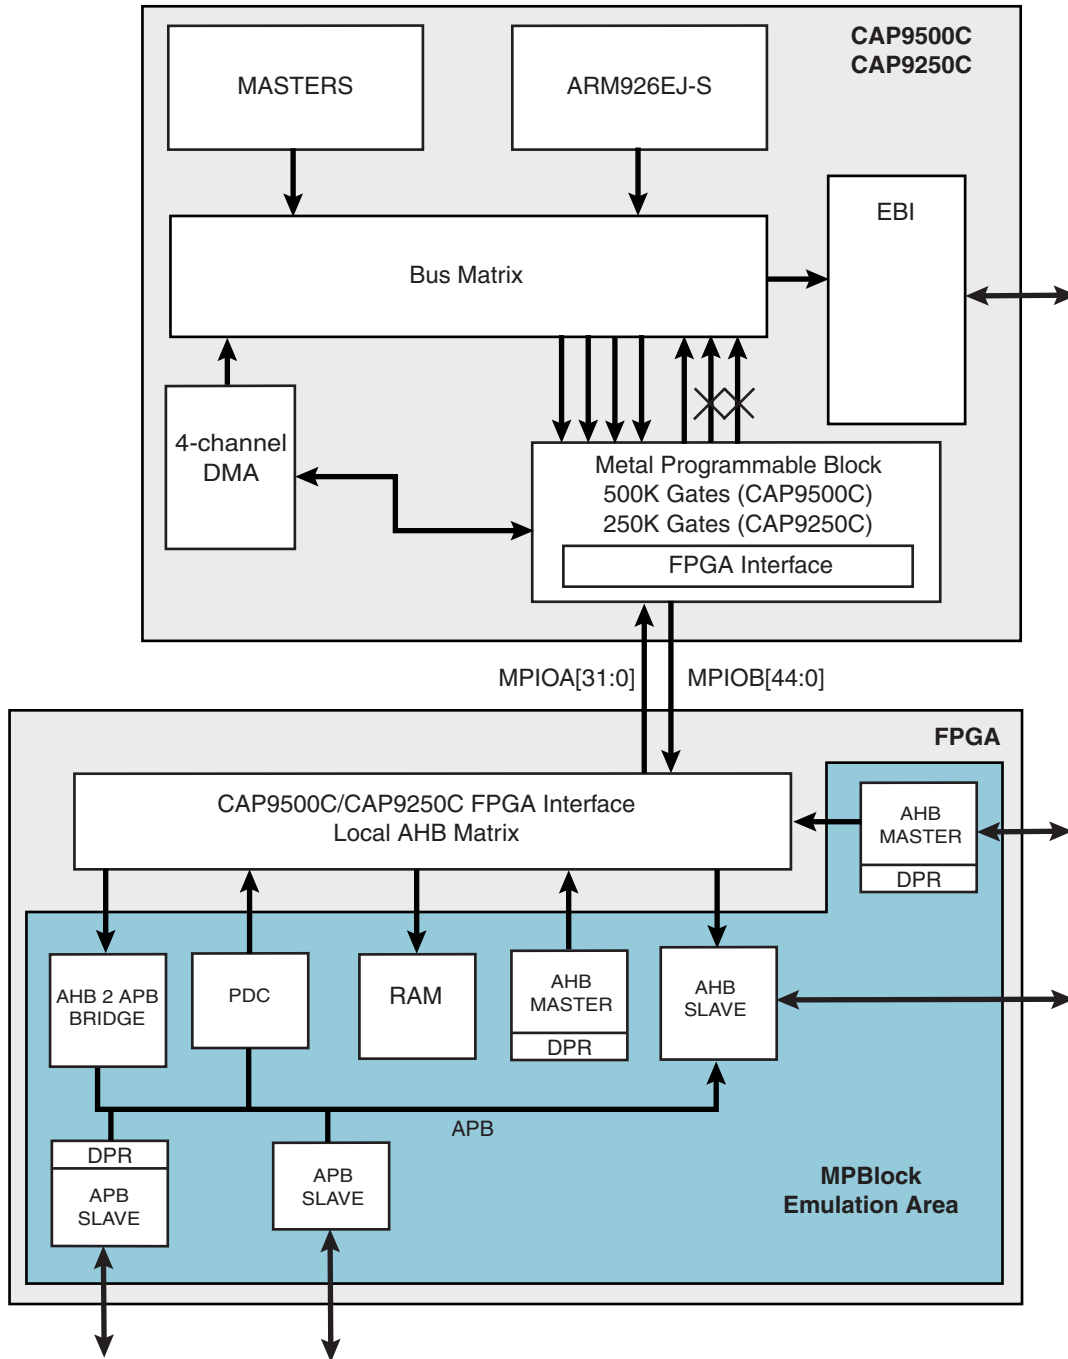 CAP9500C
CAP9250C
MASTERS
ARM926EJ-S
EBI
Bus Matrix
4-channel
DMA
Metal Programmable Block
500K Gates (CAP9500C)
250K Gates (CAP9250C)
FPGA Interface
MPIOA[31:0]
MPIOB[44:0]
FPGA
CAP9500C/CAP9250C FPGA Interface
Local AHB Matrix
AHB
MASTER
DPR
AHB 2 APB
BRIDGE
PDC
RAM
AHB
MASTER
DPR
AHB
SLAVE
APB
DPR
APB
SLAVE
APB
SLAVE
MPBlock
Emulation Area